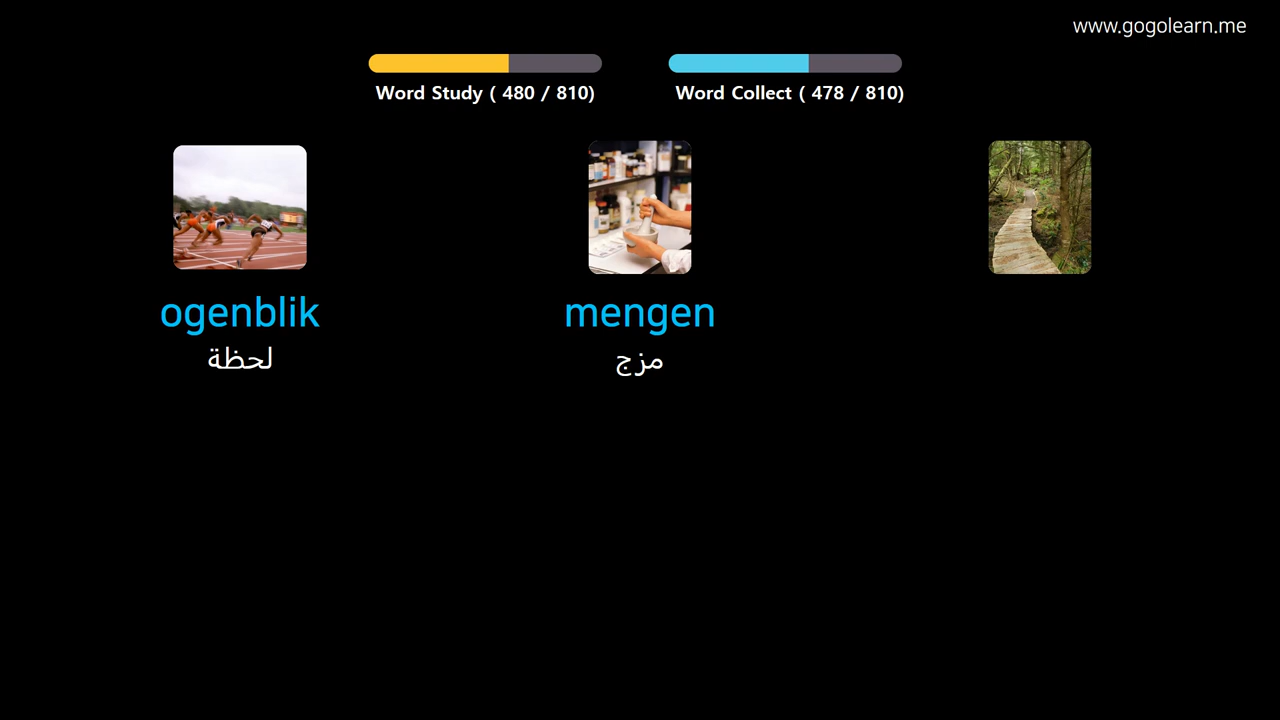 www.gogolearn.me
Word Study ( 480 / 810)
Word Collect ( 478 / 810)
ogenblik
لحظة
mengen
مزج